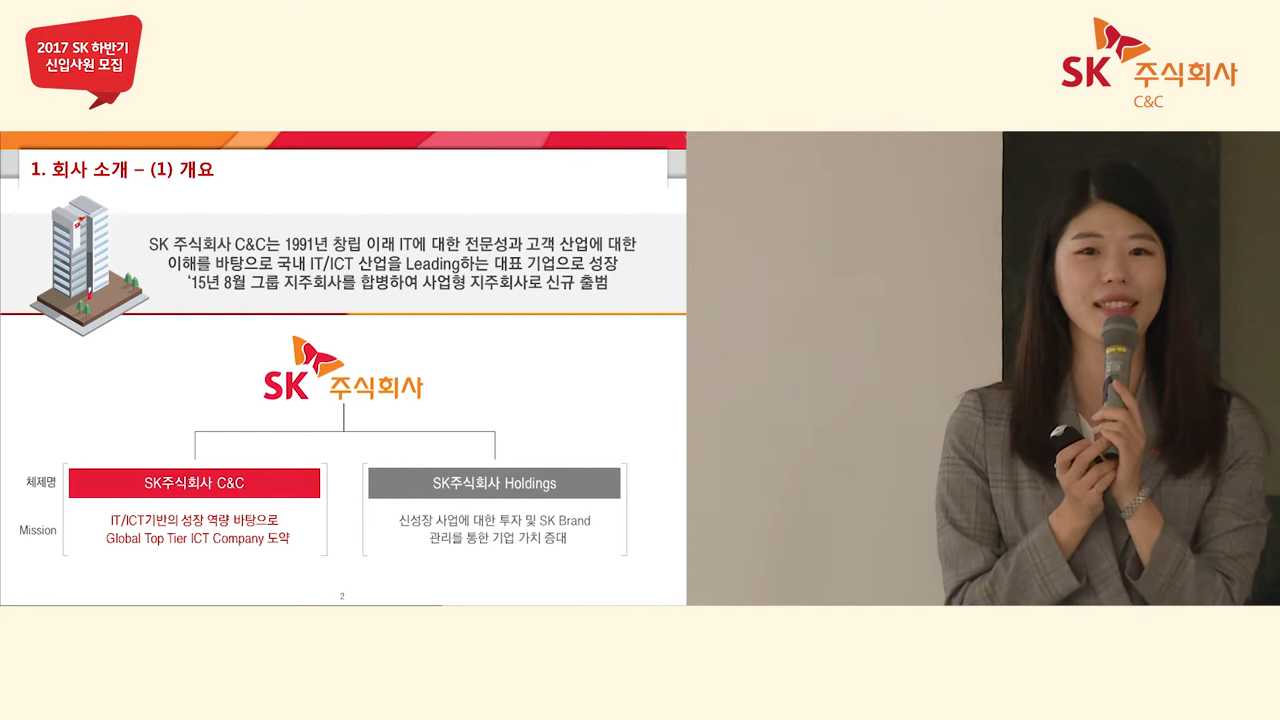 2017 SK 하반기
신입사원 모집
SK 주식회사
C&C
1. 회사 소개 – (1) 개요
SK 주식회사 C&C는 1991년 창립 이래 IT에 대한 전문성과 고객 산업에 대한
이해를 바탕으로 국내 IT/ICT 산업을 Leading하는 대표 기업으로 성장
‘15년 8월 그룹 지주회사를 합병하여 사업형 지주회사로 신규 출범
SK 주식회사
체제명
SK주식회사 C&C
SK주식회사 Holdings
Mission
IT/ICT기반의 성장 역량 바탕으로
Global Top Tier ICT Company 도약
신성장 사업에 대한 투자 및 SK Brand
관리를 통한 기업 가치 증대
2